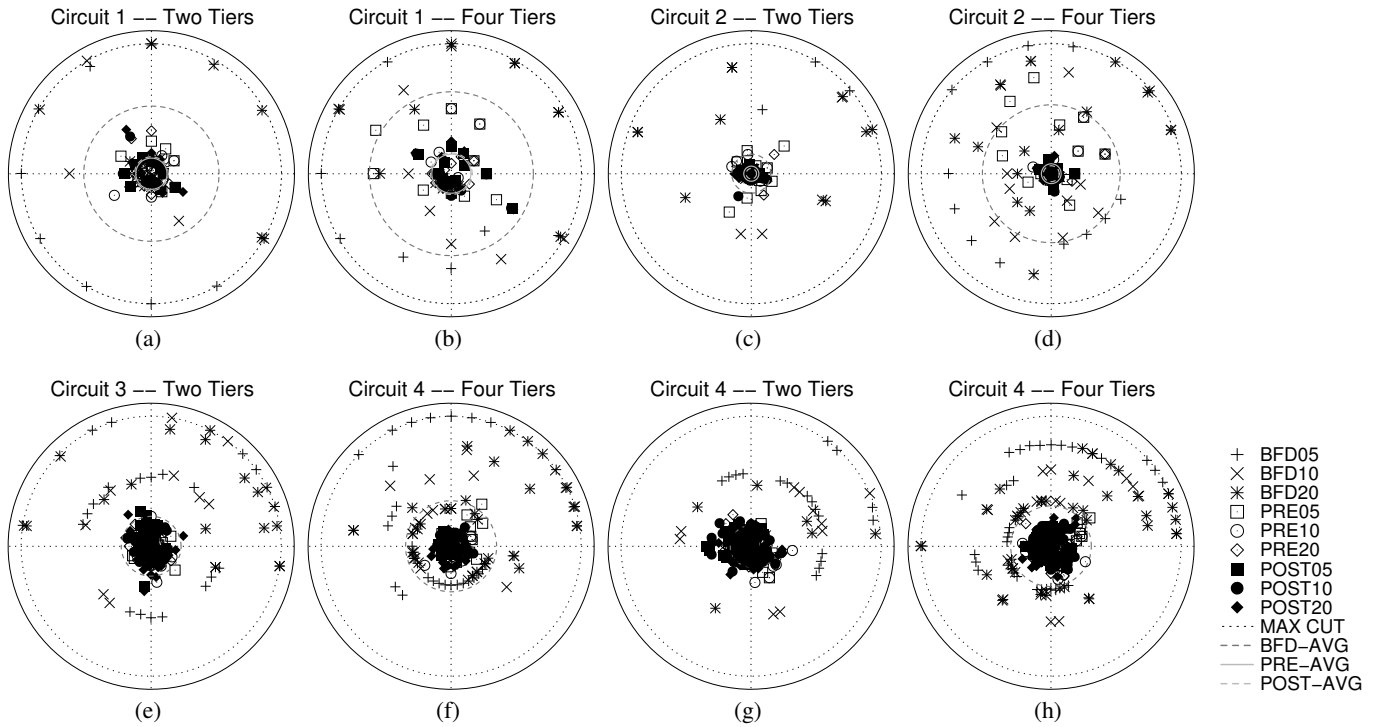 Circuit 1 −− Two Tiers
Circuit 1 −− Four Tiers
Circuit 2 −− Two Tiers
Circuit 2 −− Four Tiers
(a)
(b)
(c)
(d)
Circuit 3 −− Two Tiers
Circuit 4 −− Four Tiers
Circuit 4 −− Two Tiers
Circuit 4 −− Four Tiers
BFD05
BFD10
BFD20
PRE05
PRE10
PRE20
POST05
POST10
POST20
MAX CUT
BFD−AVG
PRE−AVG
POST−AVG
(e)
(f)
(g)
(h)